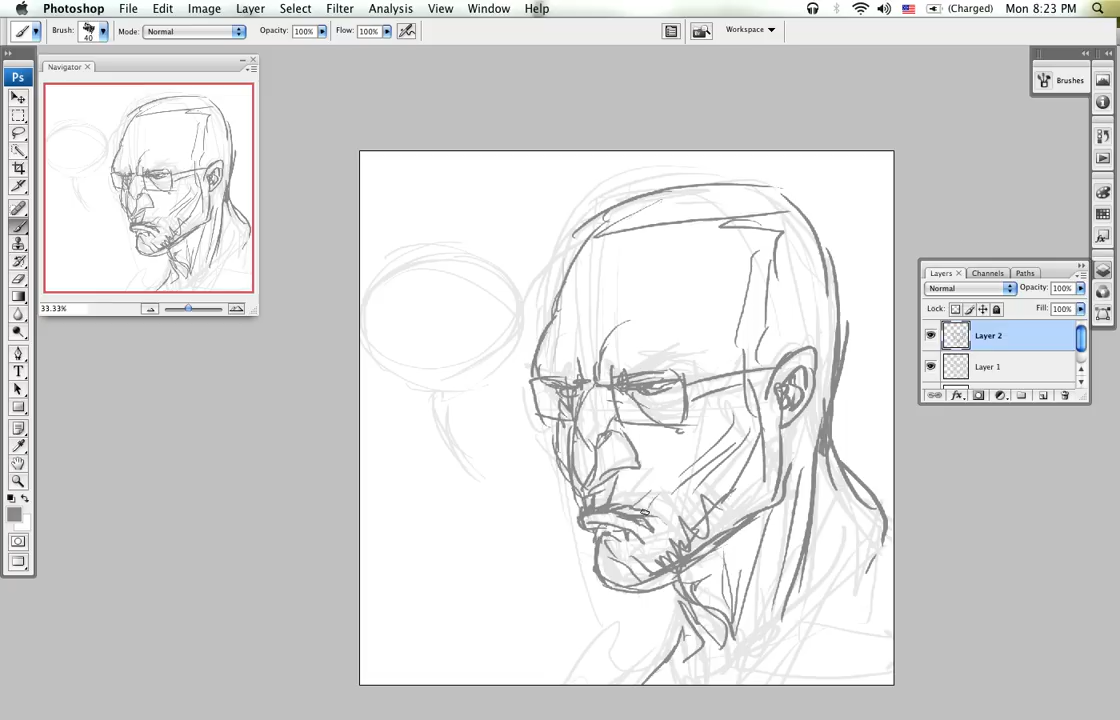 Photoshop File Edit Image Layer Select Filter Analysis View Window Help (Charged) Mon 8:23 PM
Brush: 40 Mode: Normal Opacity: 100% Flow: 100% Workspace
Navigator
Ps
Brushes
33.33%
Layers Channels Paths
Normal Opacity: 100%
Lock: Fill: 100%
Layer 2
Layer 1